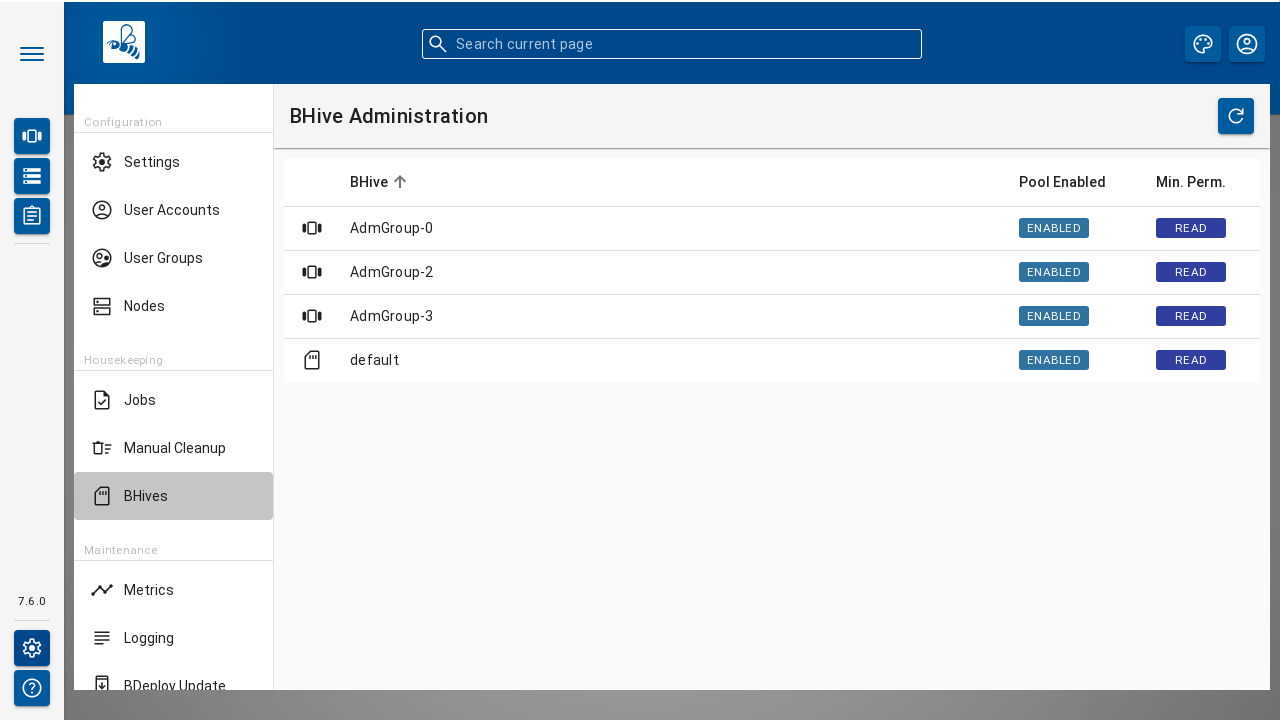 Search current page
Configuration
Settings
User Accounts
User Groups
Nodes
Housekeeping
Jobs
Manual Cleanup
BHives
Maintenance
Metrics
Logging
BDeploy Update
7.6.0
BHive Administration
BHive Pool Enabled Min. Perm.
AdmGroup-0 ENABLED READ
AdmGroup-2 ENABLED READ
AdmGroup-3 ENABLED READ
default ENABLED READ